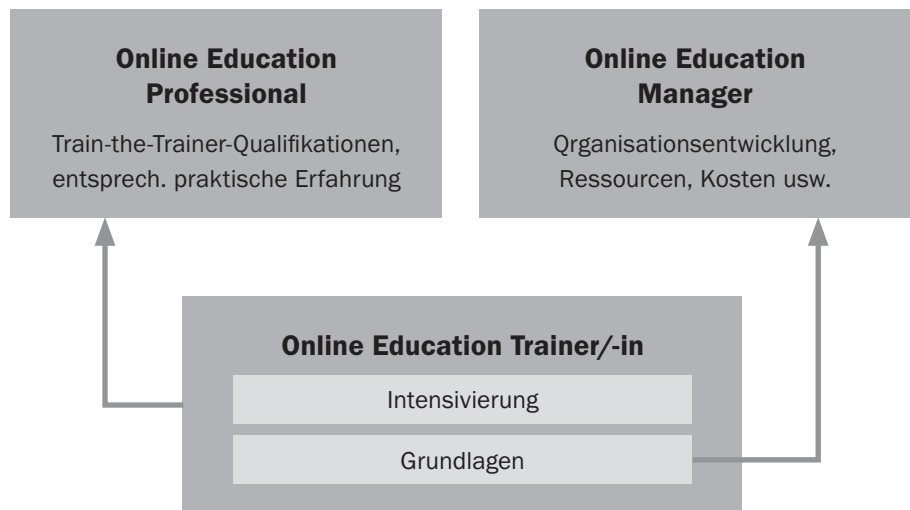 Online Education
Professional
Train-the-Trainer-Qualifikationen,
entsprech. praktische Erfahrung
Online Education
Manager
Qrganisationsentwicklung,
Ressourcen, Kosten usw.
Online Education Trainer/-in
Intensivierung
Grundlagen